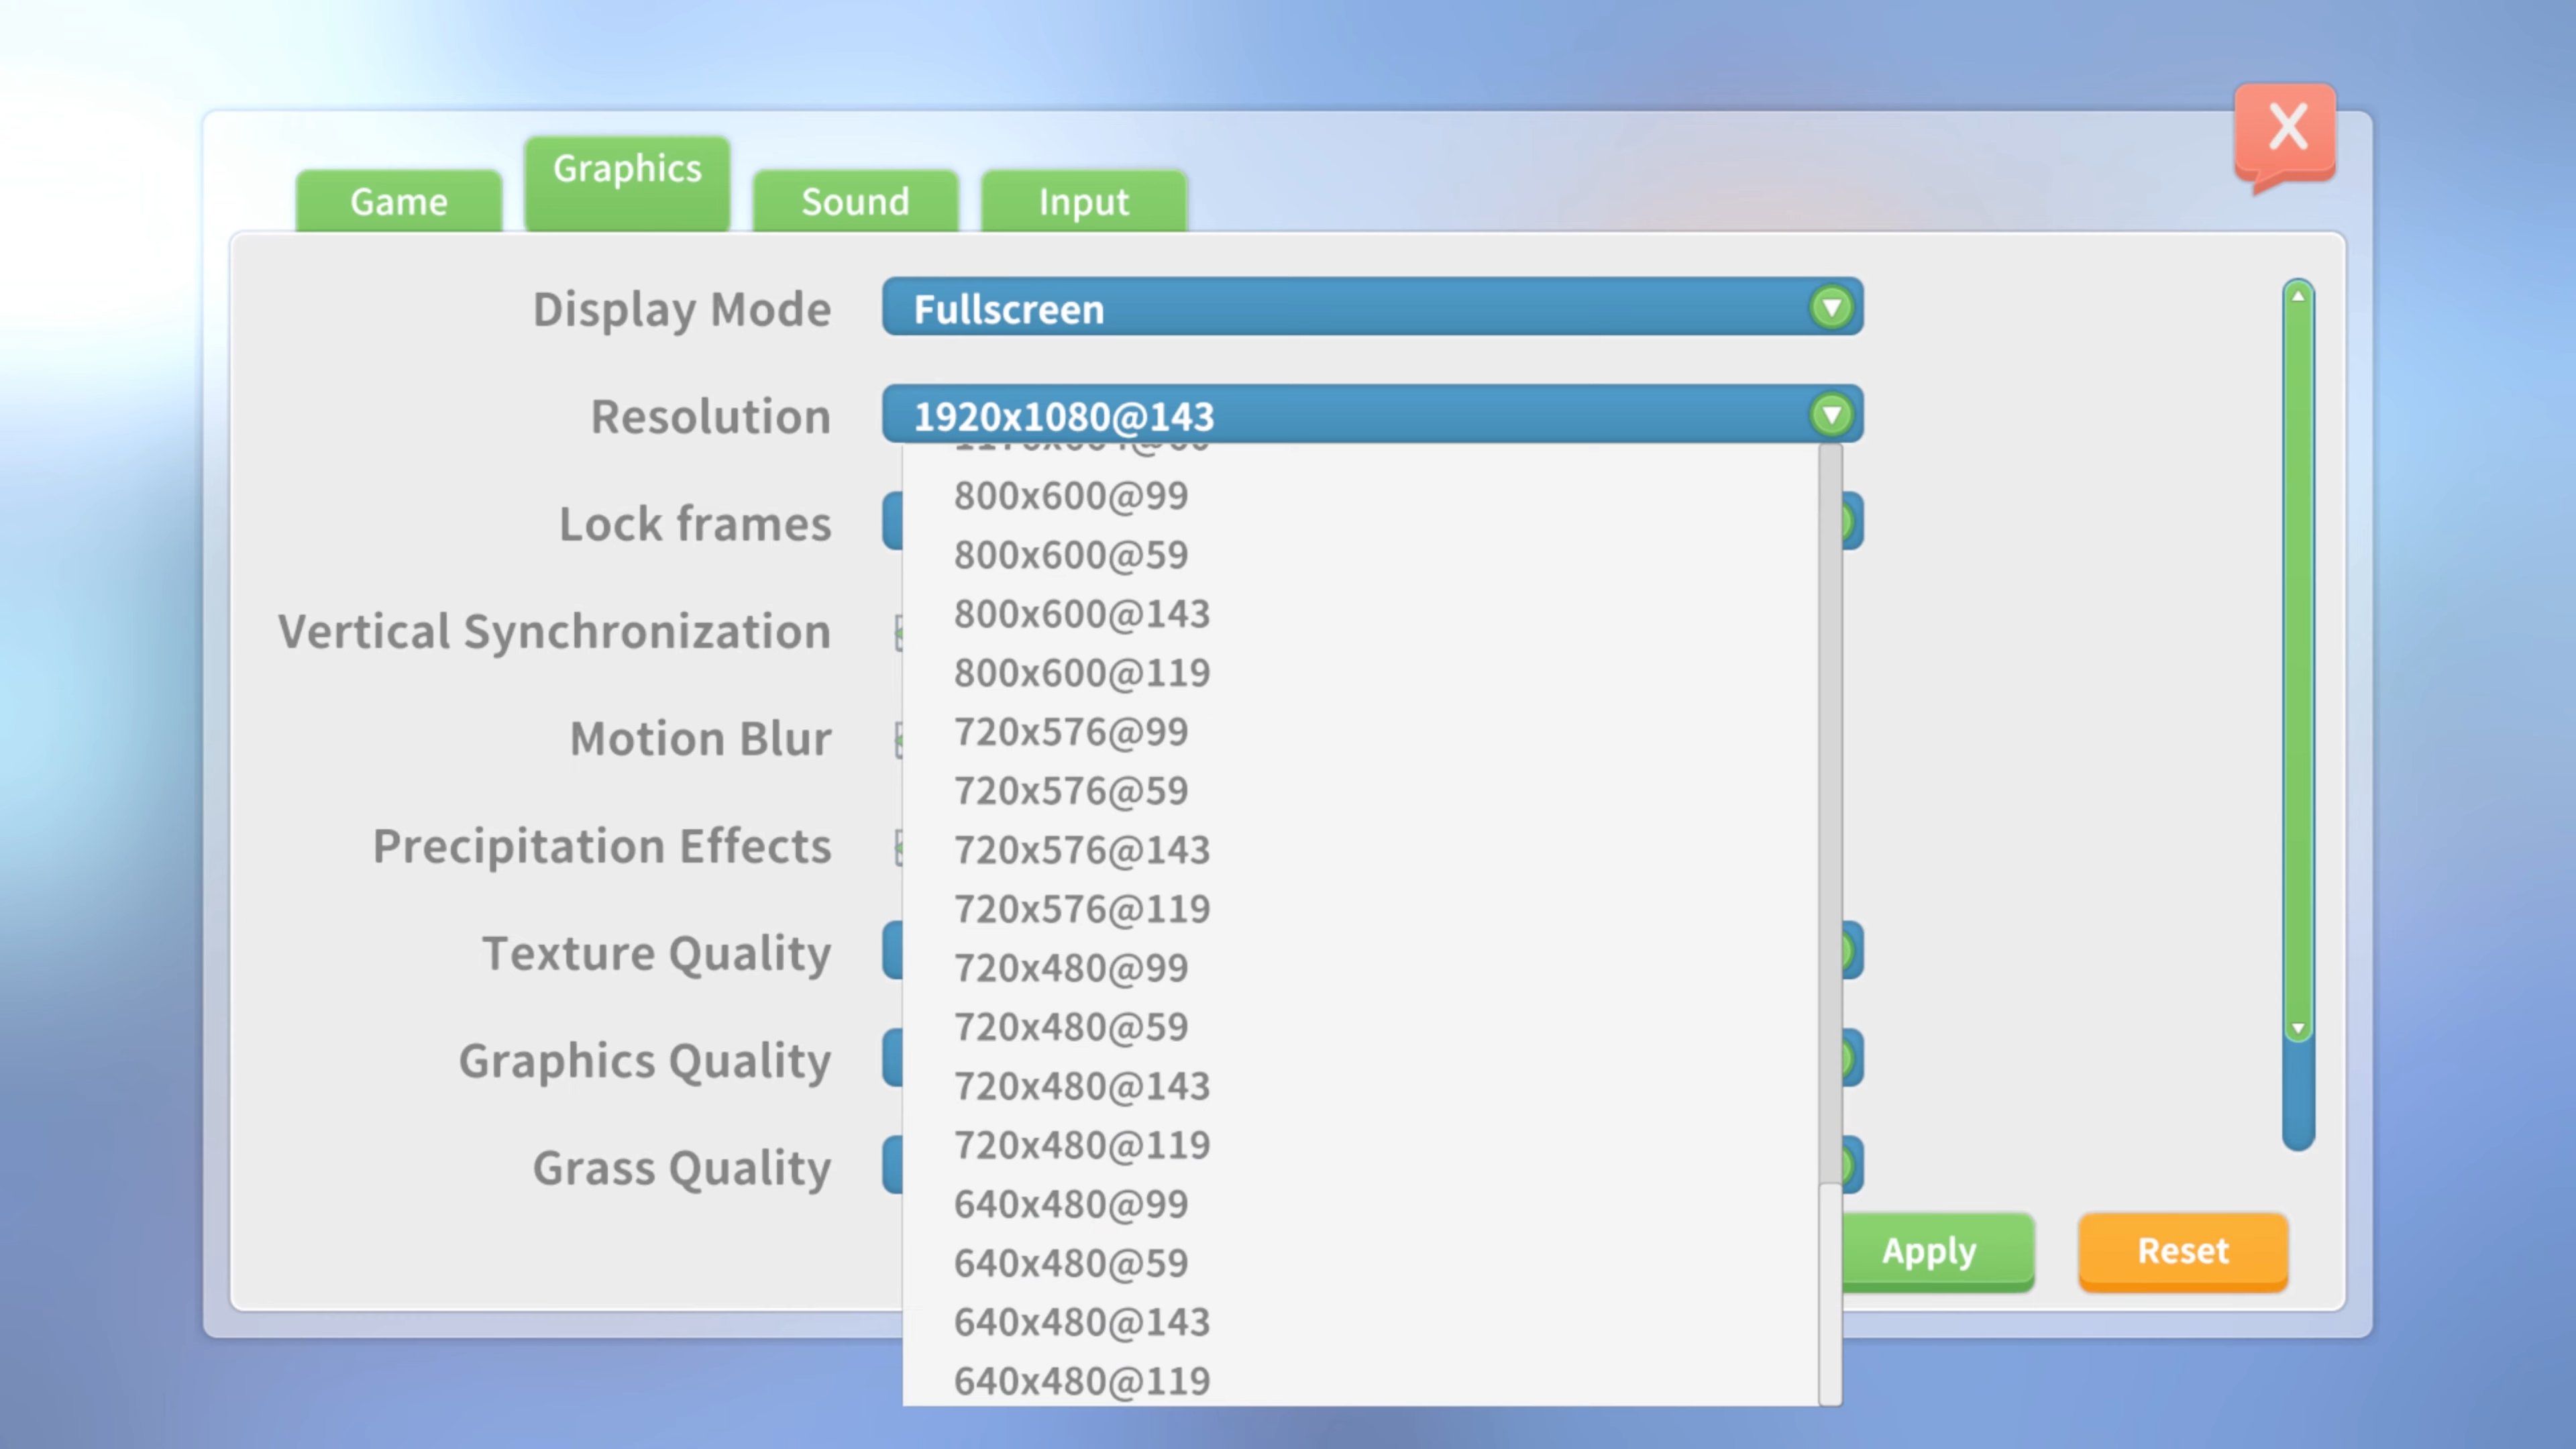 Game
Graphics
Sound
Input
X
Display Mode
Fullscreen
Resolution
1920x1080@143
Lock frames
Vertical Synchronization
Motion Blur
Precipitation Effects
Texture Quality
Graphics Quality
Grass Quality
800x600@99
800x600@59
800x600@143
800x600@119
720x576@99
720x576@59
720x576@143
720x576@119
720x480@99
720x480@59
720x480@143
720x480@119
640x480@99
640x480@59
640x480@143
640x480@119
Apply
Reset